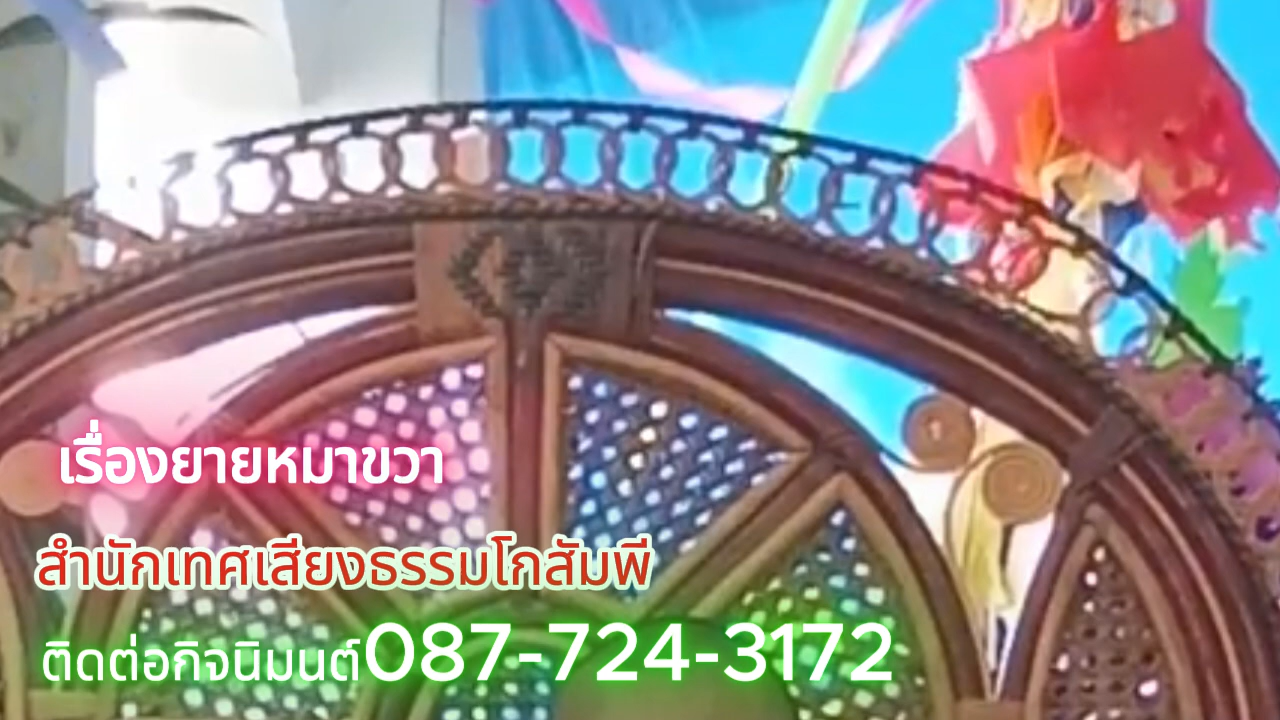 เรื่องยายหมาขวา
สำนักเทศเสียงธรรมโกสัมพี
ติดต่อกิจนิมนต์087-724-3172